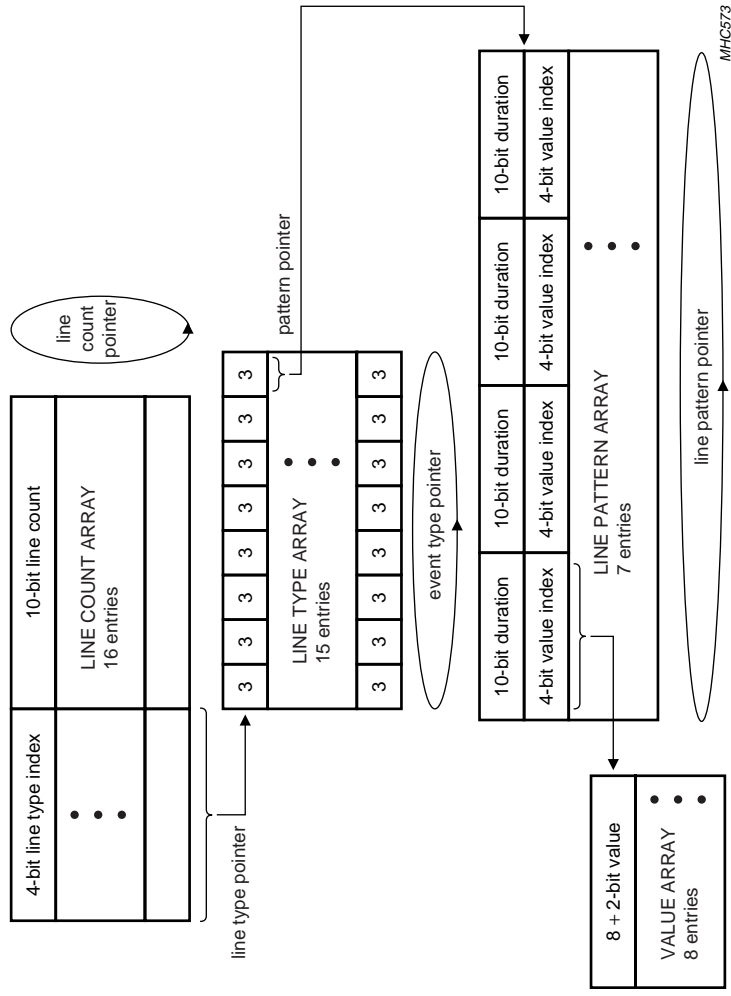 4-bit line type index
10-bit line count
LINE COUNT ARRAY
16 entries
line
count
pointer
line type pointer
3 3 3 3 3 3 3 3
LINE TYPE ARRAY
15 entries
3 3 3 3 3 3 3 3
pattern pointer
event type pointer
10-bit duration 10-bit duration 10-bit duration 10-bit duration
4-bit value index 4-bit value index 4-bit value index 4-bit value index
LINE PATTERN ARRAY
7 entries
line pattern pointer
8 + 2-bit value
VALUE ARRAY
8 entries
MHC573